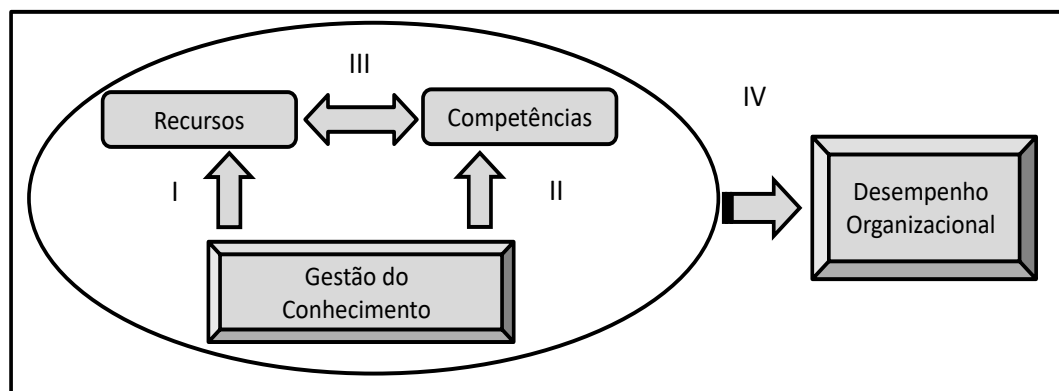 III
IV
Recursos
Competências
I
II
Desempenho
Organizacional
Gestão do
Conhecimento